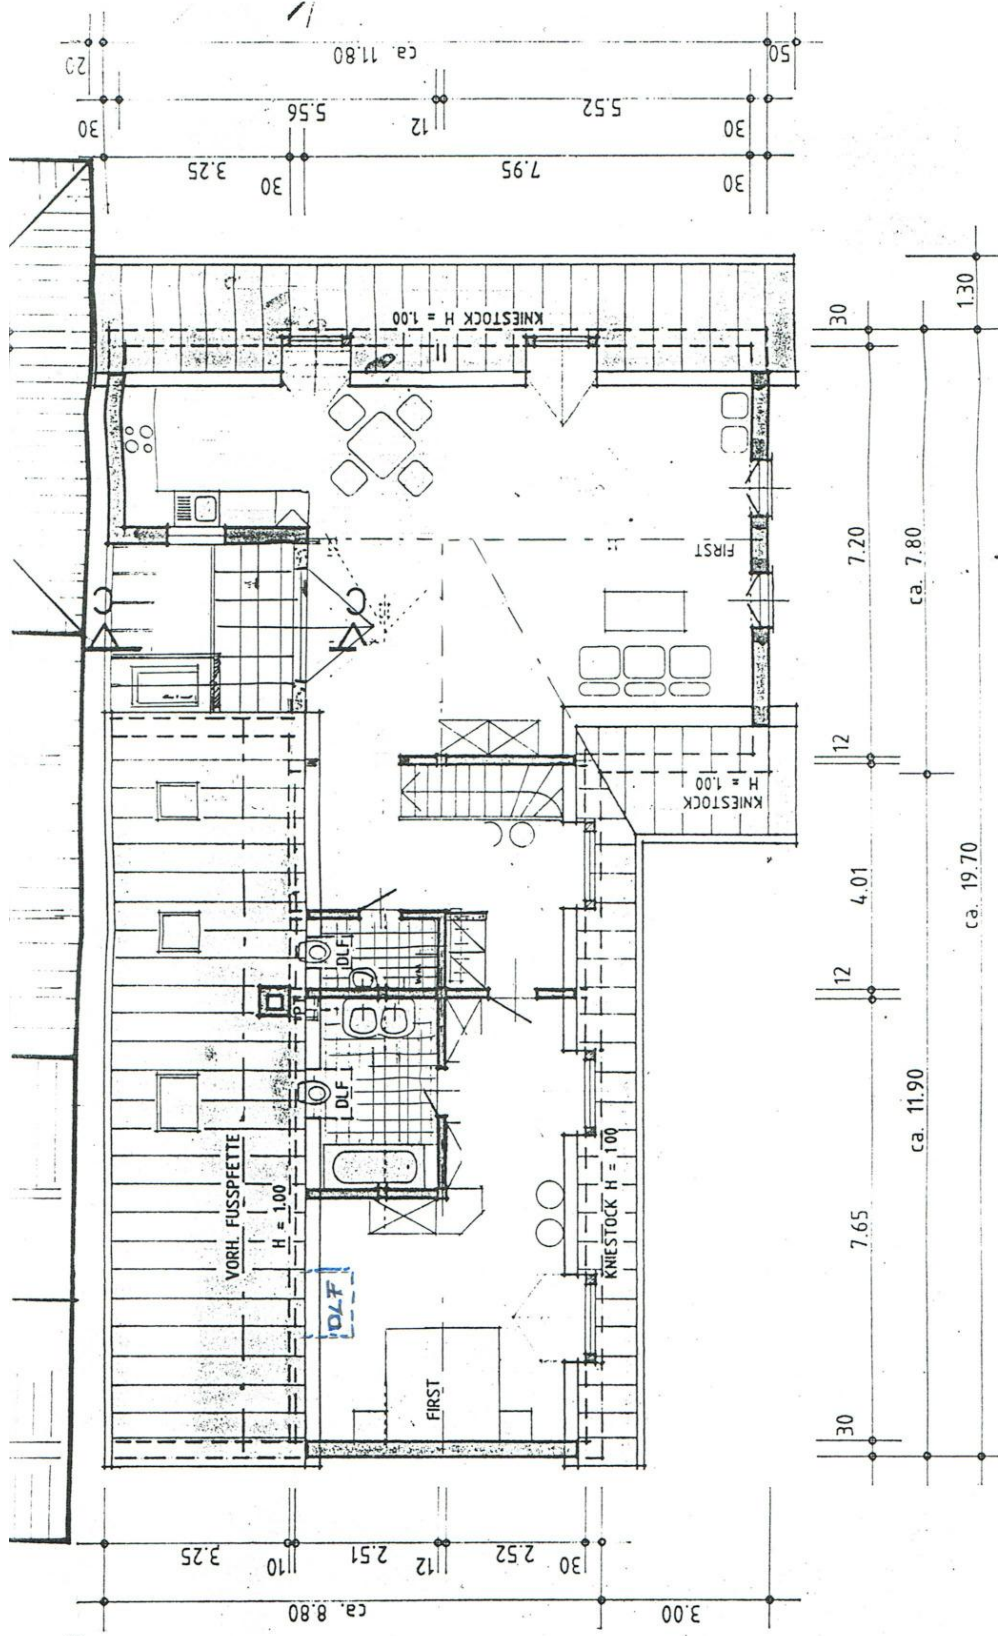 20
ca. 11.80
50
30
5.56
12
5.52
30
3.25
30
7.95
30
KNIESTOCK H = 1.00
30
1.30
C
C
FIRST
7.20
ca. 7.80
KNIESTOCK
H = 1.00
12
4.01
ca. 19.70
DLF
DLF
12
VORH. FUSSPFETTE
H = 1.00
KNIESTOCK H = 1.00
ca. 11.90
7.65
DLF
FIRST
30
3.25
10
2.51
12
2.52
30
ca. 8.80
3.00